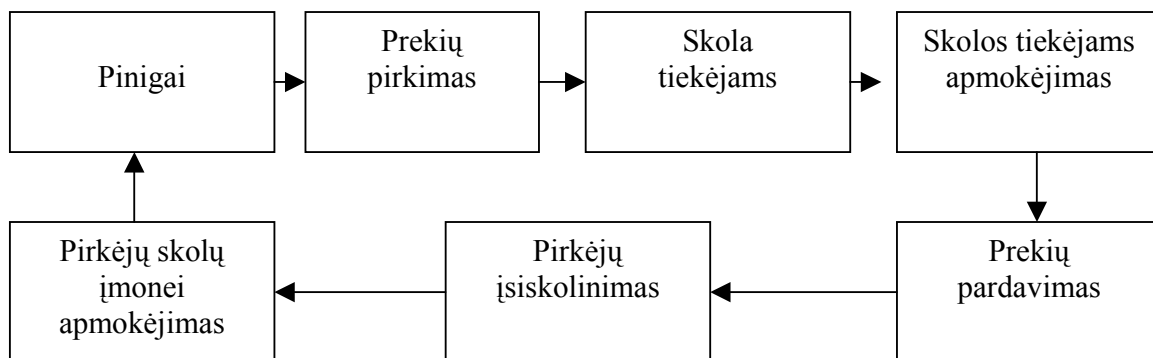 Pinigai
Prekių
pirkimas
Skola
tiekėjams
Skolos tiekėjams
apmokėjimas
Prekių
pardavimas
Pirkėjų
įsiskolinimas
Pirkėjų skolų
įmonei
apmokėjimas